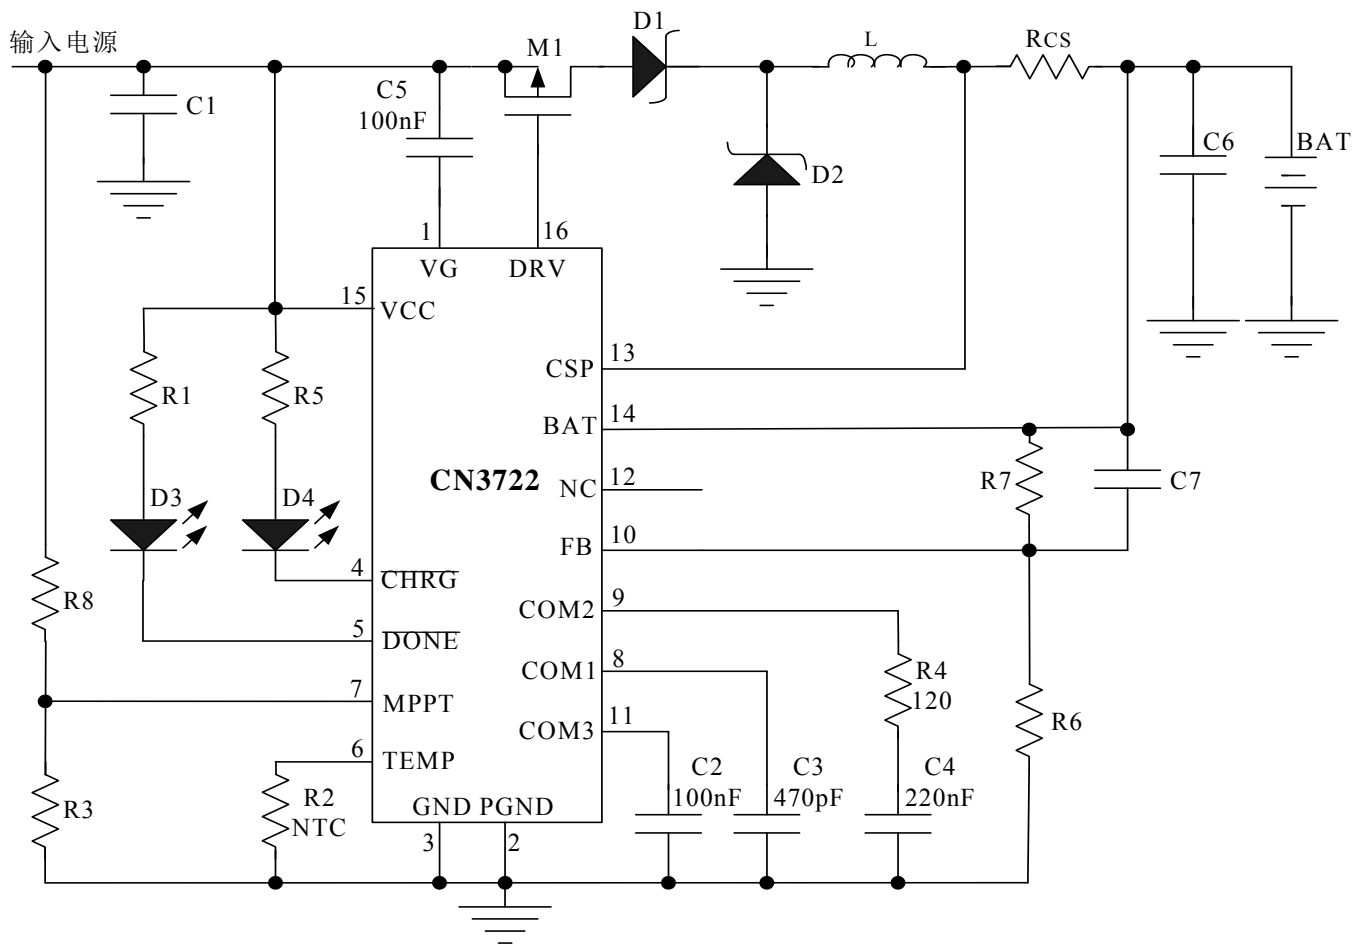 输入电源
D1
M1
L
RCS
C5
100nF
C1
C6
BAT
D2
1
16
VG
DRV
15
VCC
13
CSP
R1
R5
14
BAT
CN3722
R7
C7
12
NC
D3
D4
10
FB
4
CHRG
R8
9
COM2
5
DONE
8
COM1
R4
120
7
MPPT
11
COM3
R6
6
TEMP
C2
100nF
C3
470pF
C4
220nF
R3
R2
NTC
GND PGND
3
2